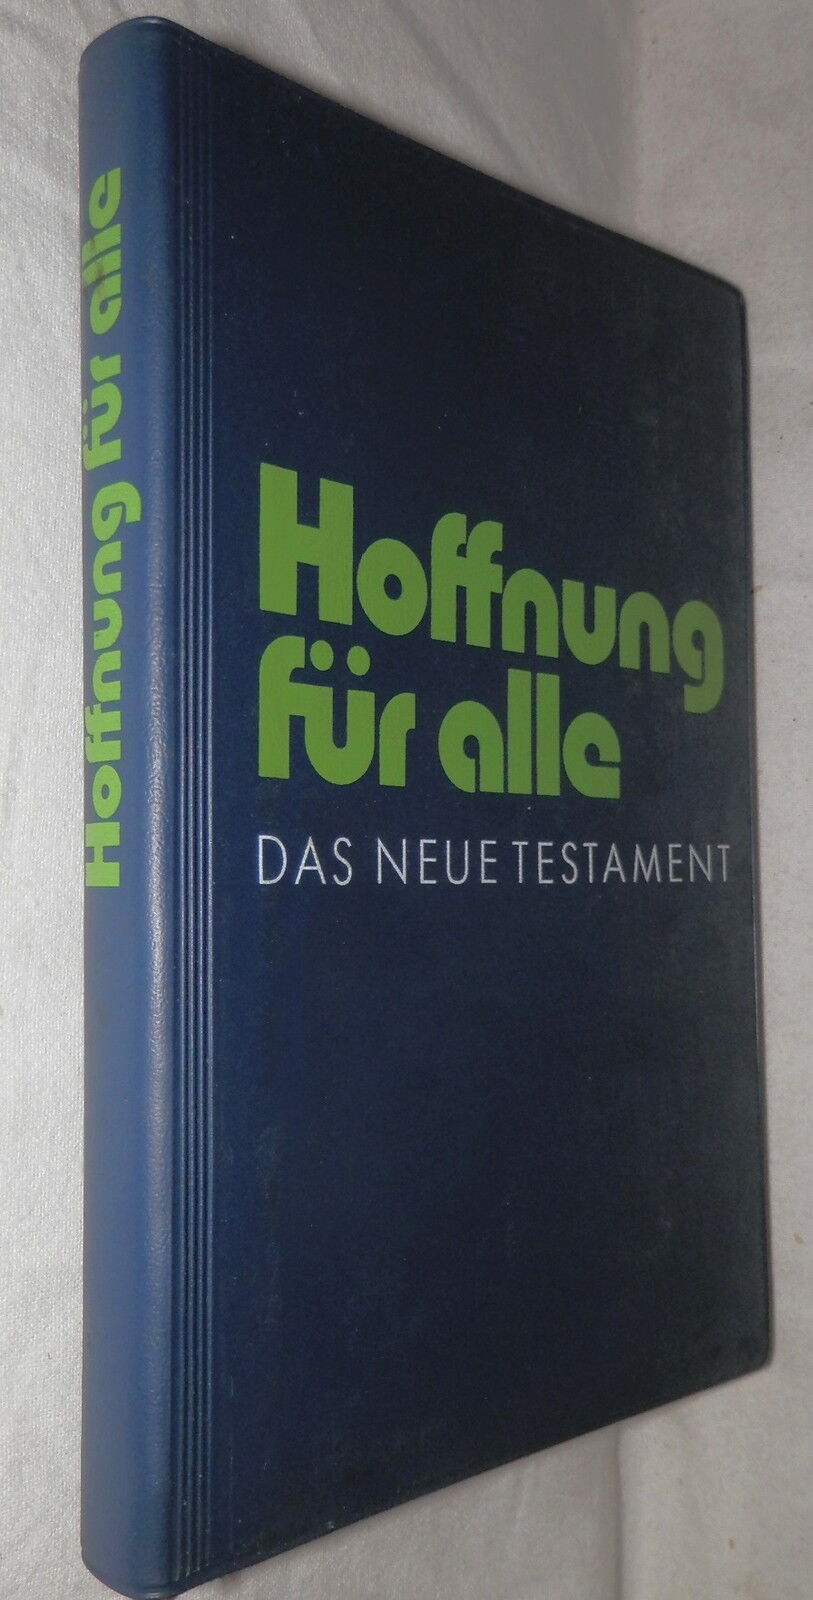 Hoffnung für alle
Hoffnung
für alle
DAS NEUE TESTAMENT